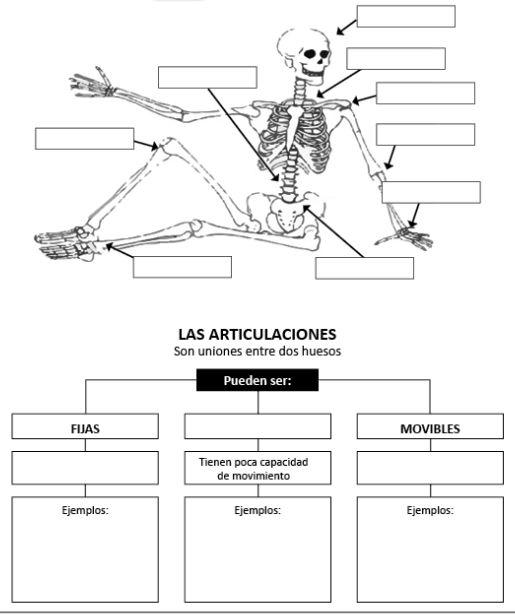 LAS ARTICULACIONES
Son uniones entre dos huesos
Pueden ser:
FIJAS
MOVIBLES
Tienen poca capacidad
de movimiento
Ejemplos:
Ejemplos:
Ejemplos: